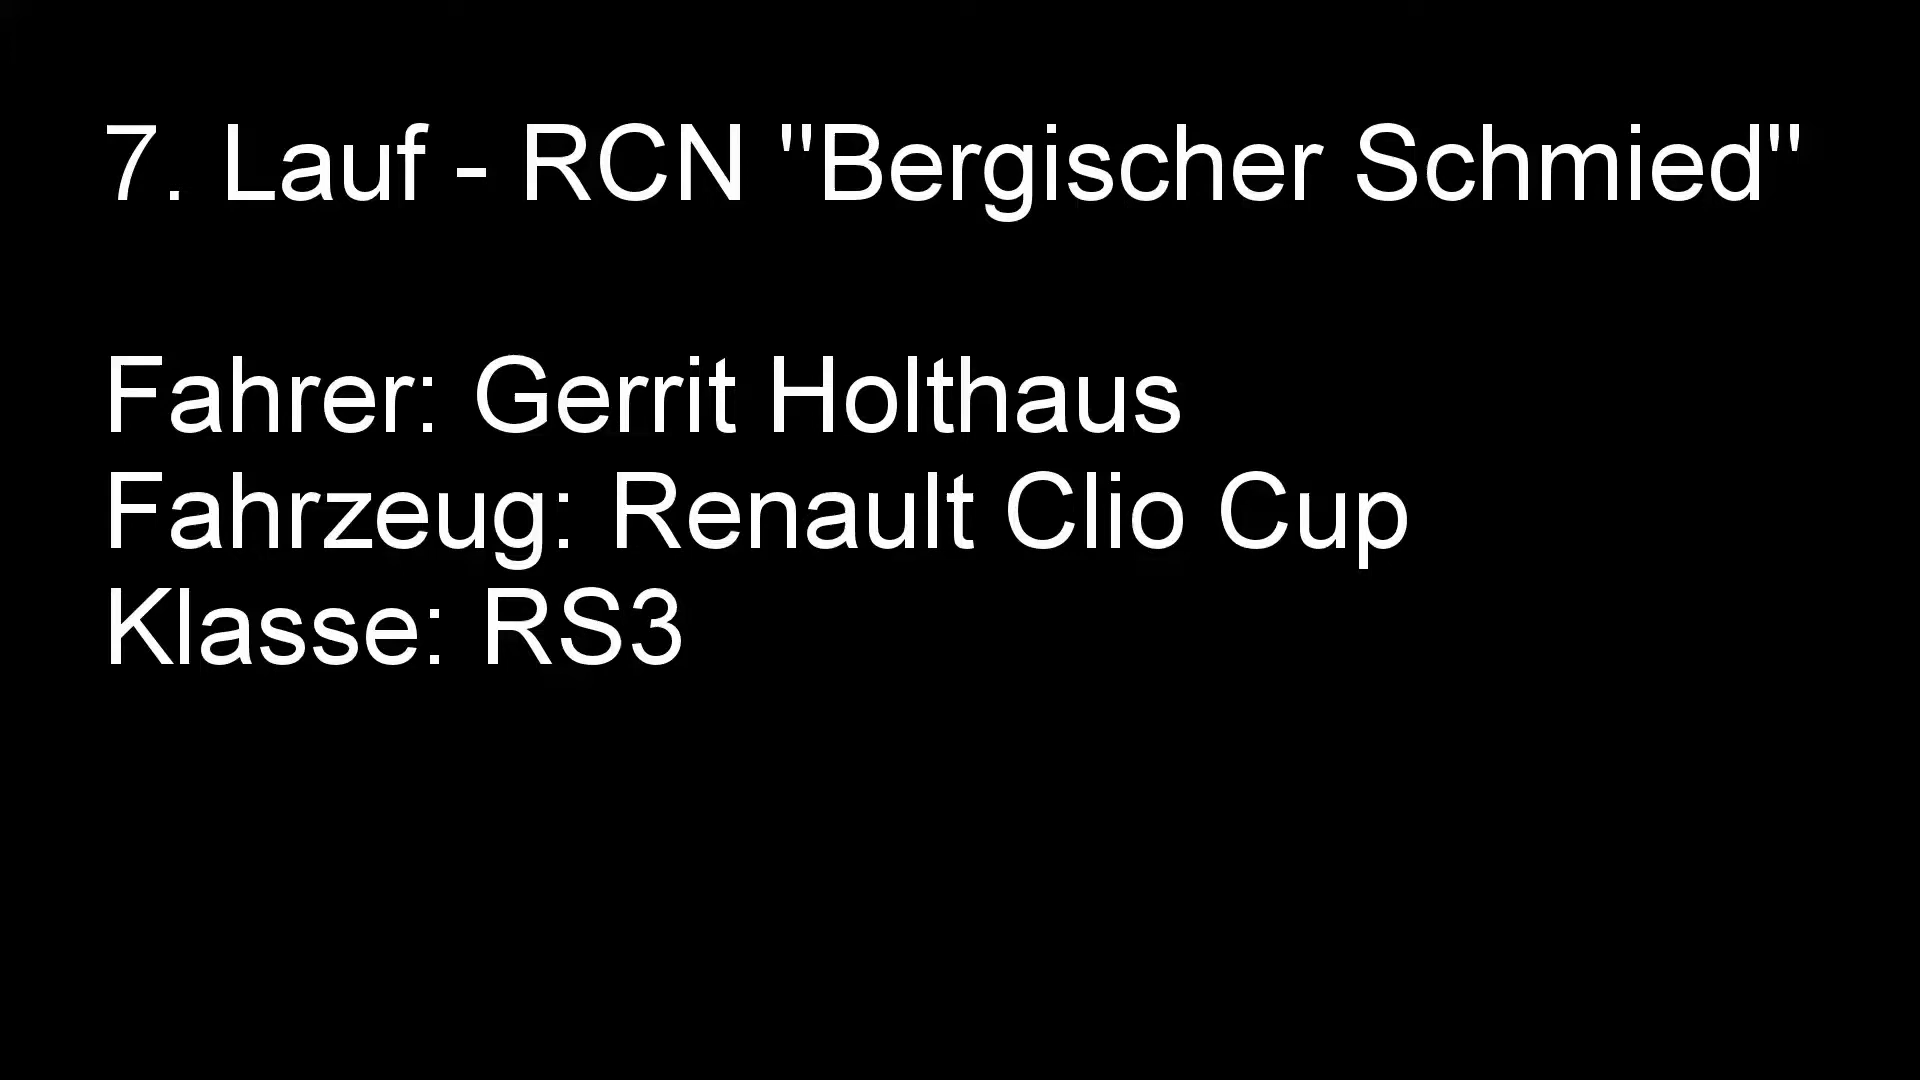 7. Lauf - RCN "Bergischer Schmied"
Fahrer: Gerrit Holthaus
Fahrzeug: Renault Clio Cup
Klasse: RS3